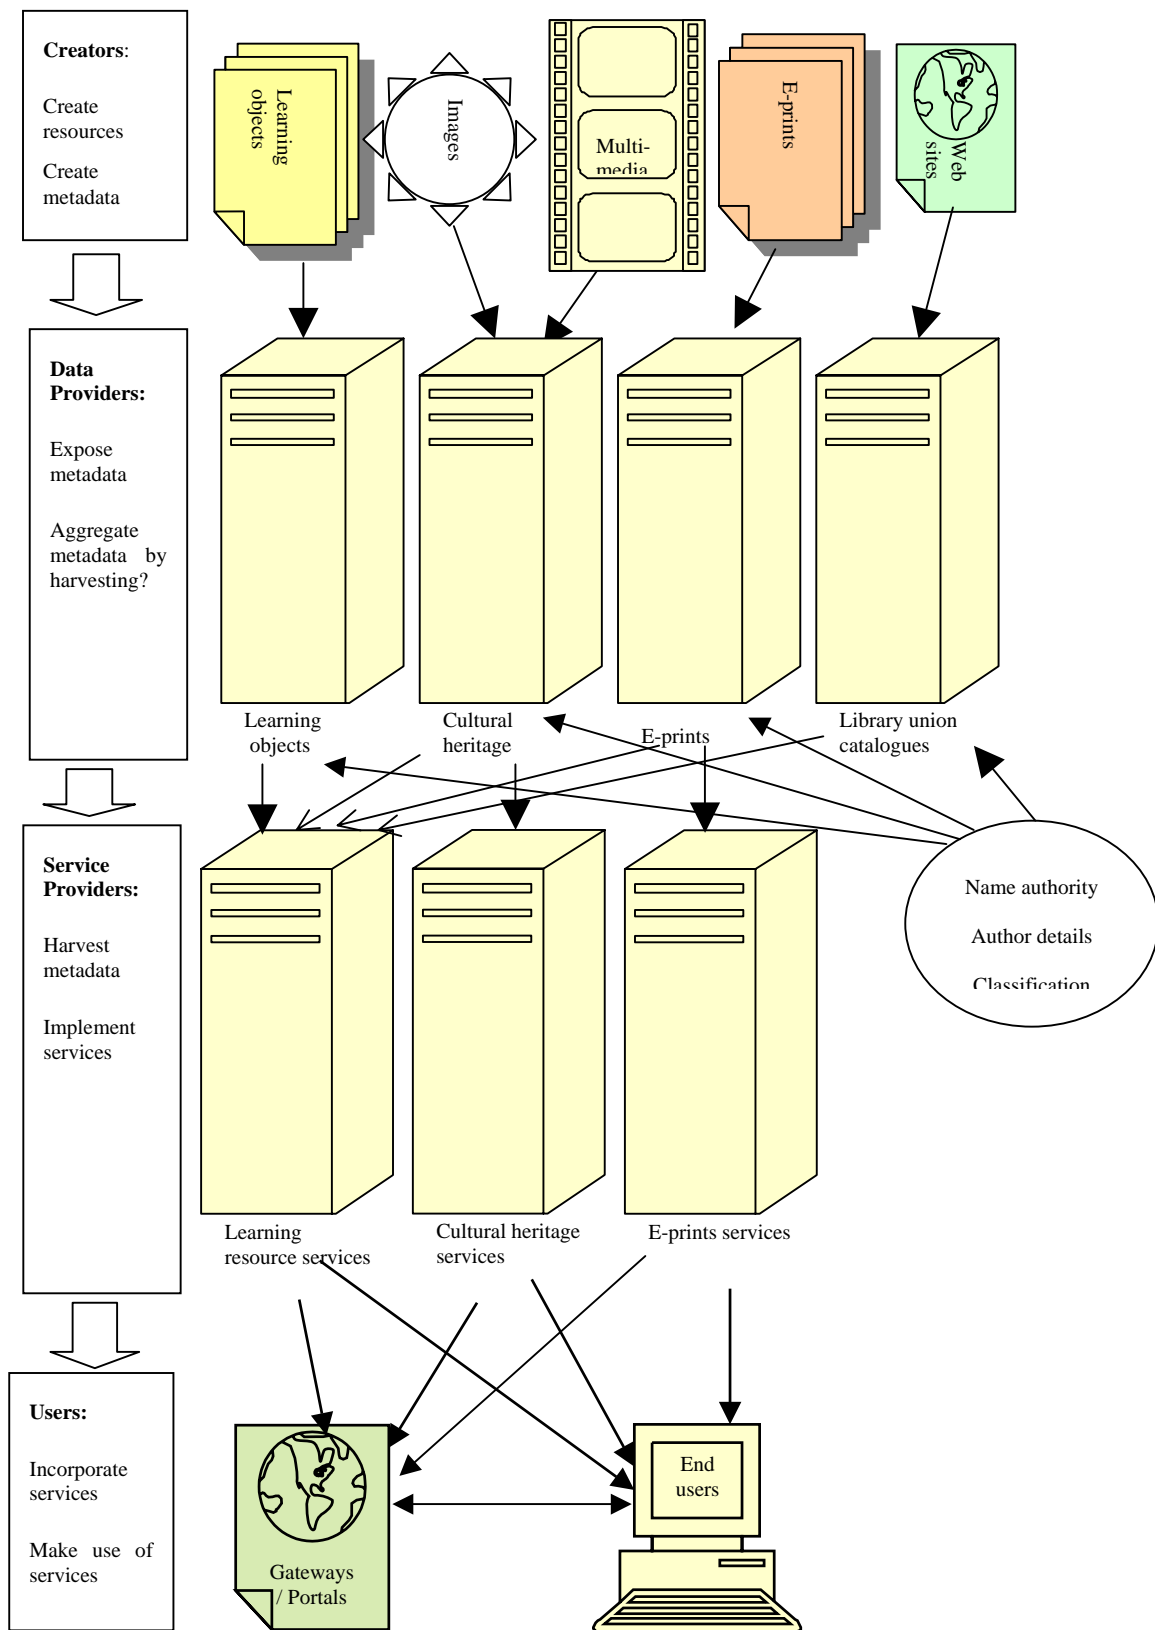 Creators:
Create
resources
Create
metadata
Learning
objects
Images
Multi-
media
E-prints
Web
sites
Data
Providers:
Expose
metadata
Aggregate
metadata by
harvesting?
Learning
objects
Cultural
heritage
E-prints
Library union
catalogues
Service
Providers:
Harvest
metadata
Implement
services
Name authority
Author details
Classification
Learning
resource services
Cultural heritage
services
E-prints services
Users:
Incorporate
services
Make use of
services
Gateways
/ Portals
End
users